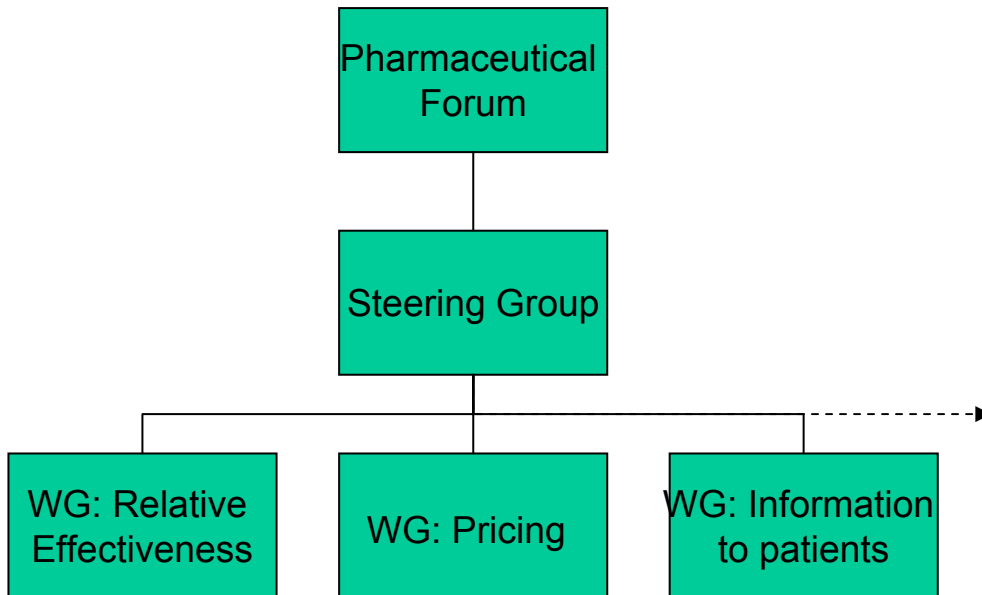 Pharmaceutical
Forum
Steering Group
WG: Relative
Effectiveness
WG: Pricing
WG: Information
to patients